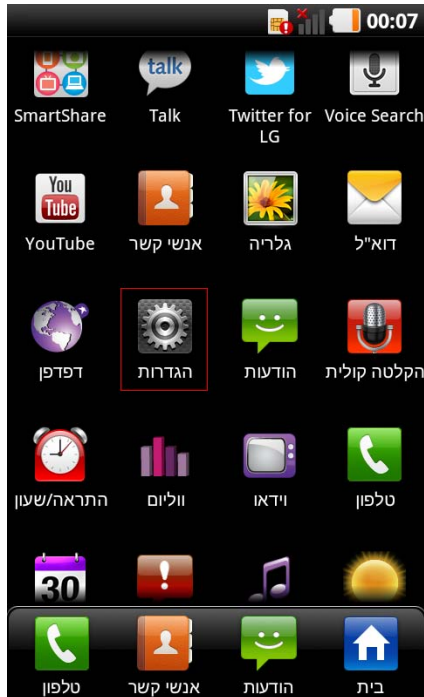 00:07
SmartShare
Talk
Twitter for
LG
Voice Search
talk
You
Tube
YouTube
אנשי קשר
גלריה
דוא"ל
דפדפן
הגדרות
הודעות
הקלטה קולית
התראה/שעון
ווליום
וידאו
טלפון
30
טלפון
אנשי קשר
הודעות
בית